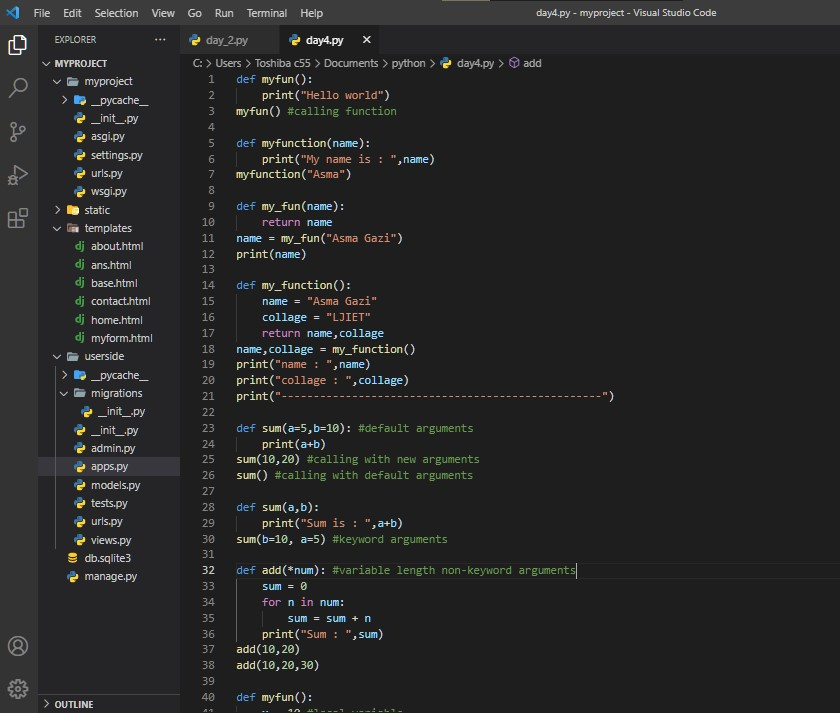 File Edit Selection View Go Run Terminal Help day4.py - myproject - Visual Studio Code
EXPLORER ...
MYPROJECT
myproject
__pycache__
__init__.py
asgi.py
settings.py
urls.py
wsgi.py
static
templates
about.html
ans.html
base.html
contact.html
home.html
myform.html
userside
__pycache__
migrations
__init__.py
__init__.py
admin.py
apps.py
models.py
tests.py
urls.py
views.py
db.sqlite3
manage.py
OUTLINE
day_2.py day4.py
C: > Users > Toshiba c55 > Documents > python > day4.py > add
1 def myfun():
2 print("Hello world")
3 myfun() #calling function
4
5 def myfunction(name):
6 print("My name is : ",name)
7 myfunction("Asma")
8
9 def my_fun(name):
10 return name
11 name = my_fun("Asma Gazi")
12 print(name)
13
14 def my_function():
15 name = "Asma Gazi"
16 collage = "LJIET"
17 return name,collage
18 name,collage = my_function()
19 print("name : ",name)
20 print("collage : ",collage)
21 print("--------------------------------------------------")
22
23 def sum(a=5,b=10): #default arguments
24 print(a+b)
25 sum(10,20) #calling with new arguments
26 sum() #calling with default arguments
27
28 def sum(a,b):
29 print("Sum is : ",a+b)
30 sum(b=10, a=5) #keyword arguments
31
32 def add(*num): #variable length non-keyword arguments
33 sum = 0
34 for n in num:
35 sum = sum + n
36 print("Sum : ",sum)
37 add(10,20)
38 add(10,20,30)
39
40 def myfun():